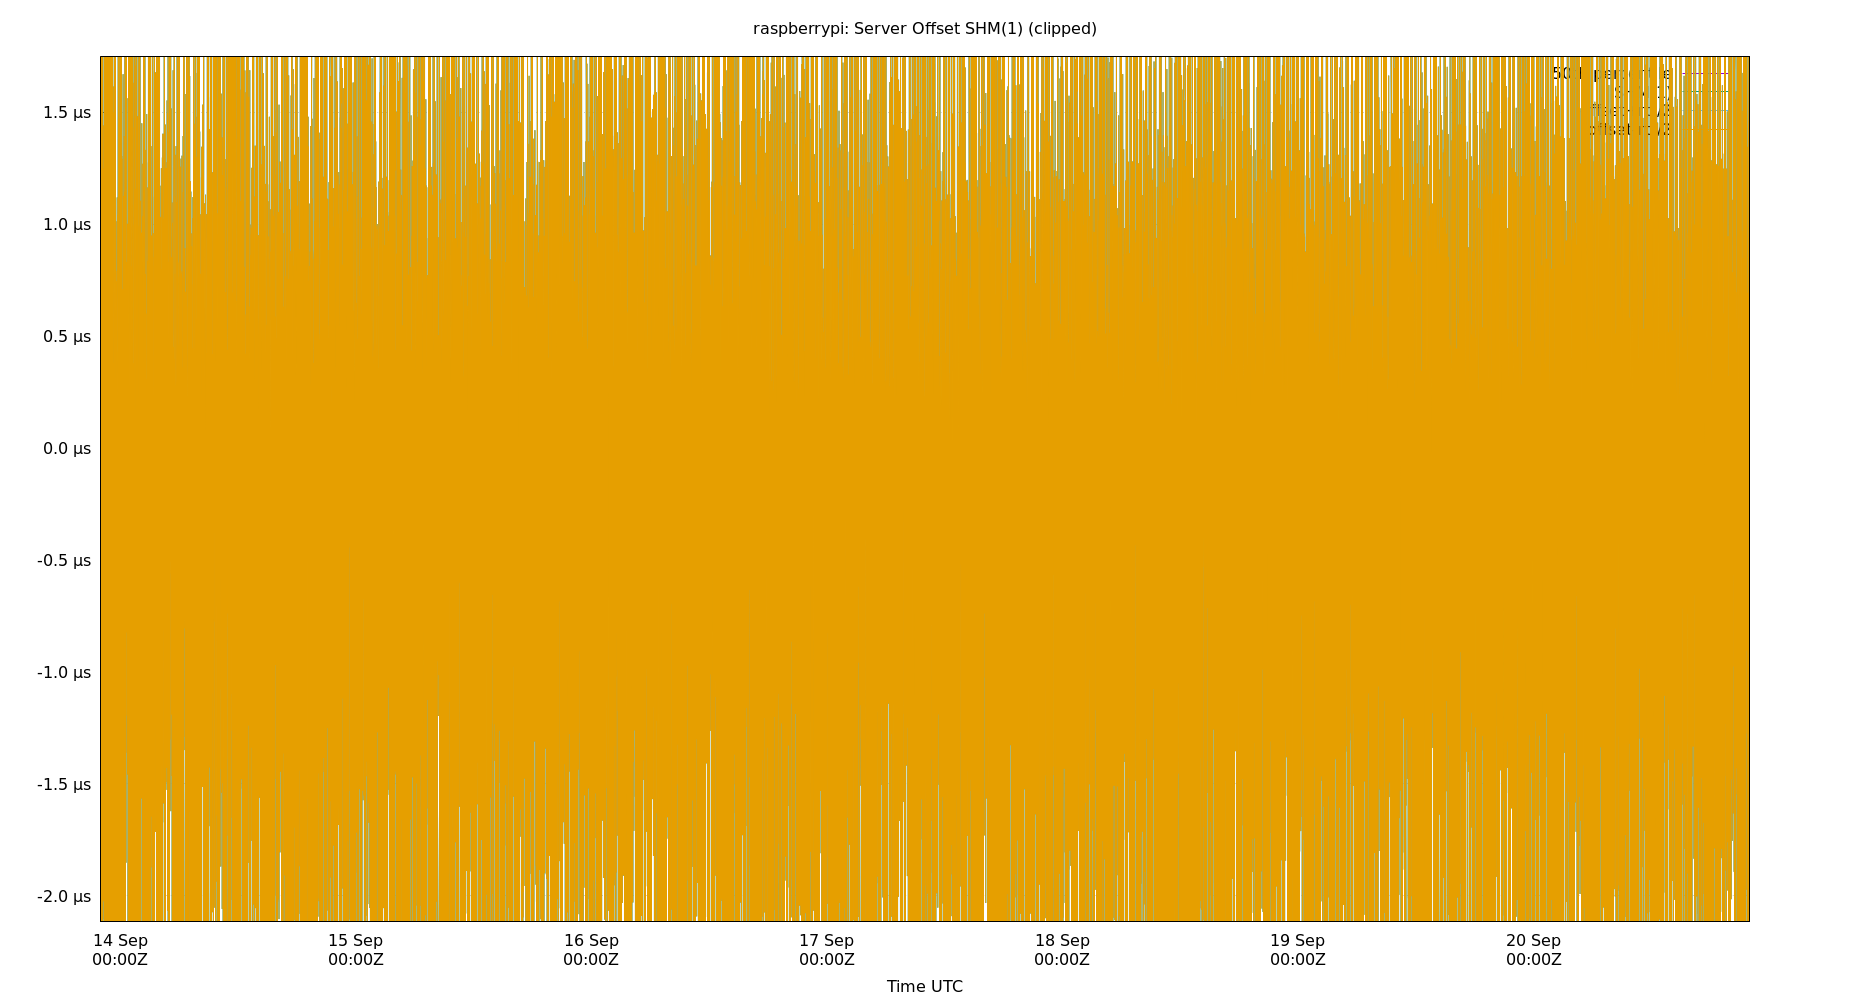 raspberrypi: Server Offset SHM(1) (clipped)
1.5 µs
1.0 µs
0.5 µs
0.0 µs
-0.5 µs
-1.0 µs
-1.5 µs
-2.0 µs
14 Sep 15 Sep 16 Sep 17 Sep 18 Sep 19 Sep 20 Sep
00:00Z 00:00Z 00:00Z 00:00Z 00:00Z 00:00Z 00:00Z
Time UTC